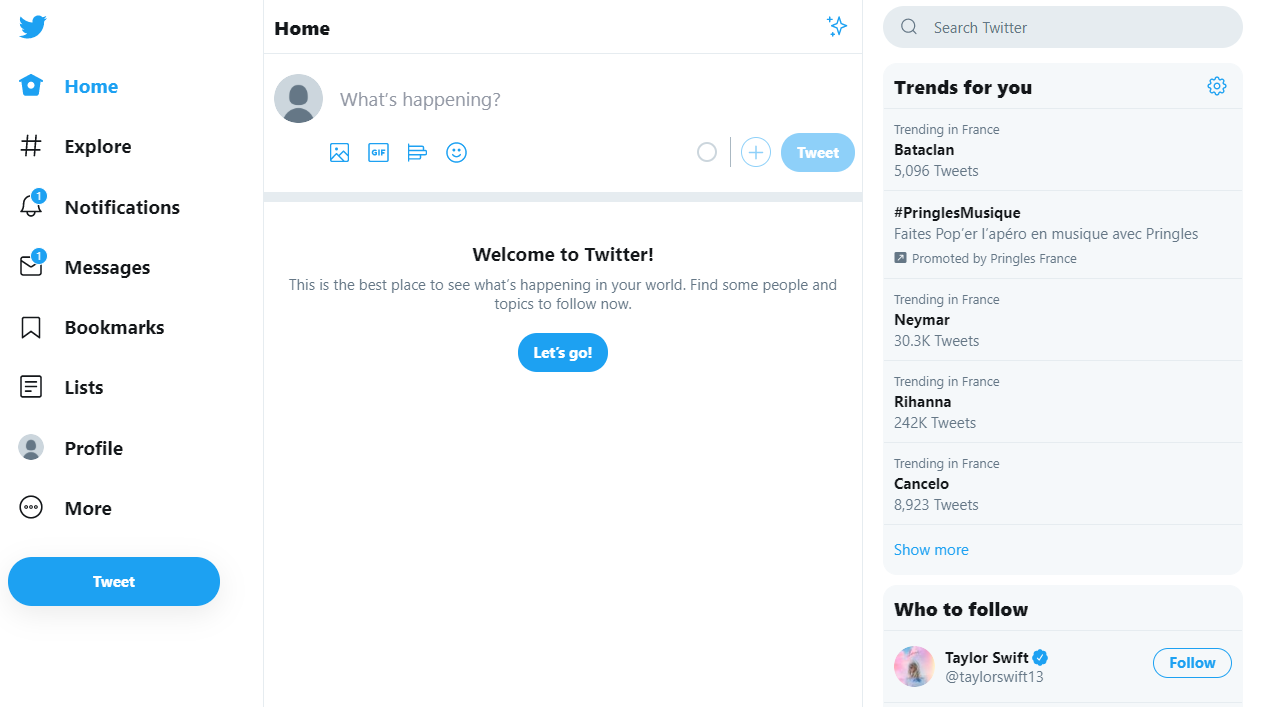 Home
Explore
1
Notifications
1
Messages
Bookmarks
Lists
Profile
More
Tweet
Home
What's happening?
GIF
Tweet
Welcome to Twitter!
This is the best place to see what's happening in your world. Find some people and
topics to follow now.
Let's go!
Search Twitter
Trends for you
Trending in France
Bataclan
5,096 Tweets
#PringlesMusique
Faites Pop'er l'apéro en musique avec Pringles
Promoted by Pringles France
Trending in France
Neymar
30.3K Tweets
Trending in France
Rihanna
242K Tweets
Trending in France
Cancelo
8,923 Tweets
Show more
Who to follow
Taylor Swift
@taylorswift13
Follow